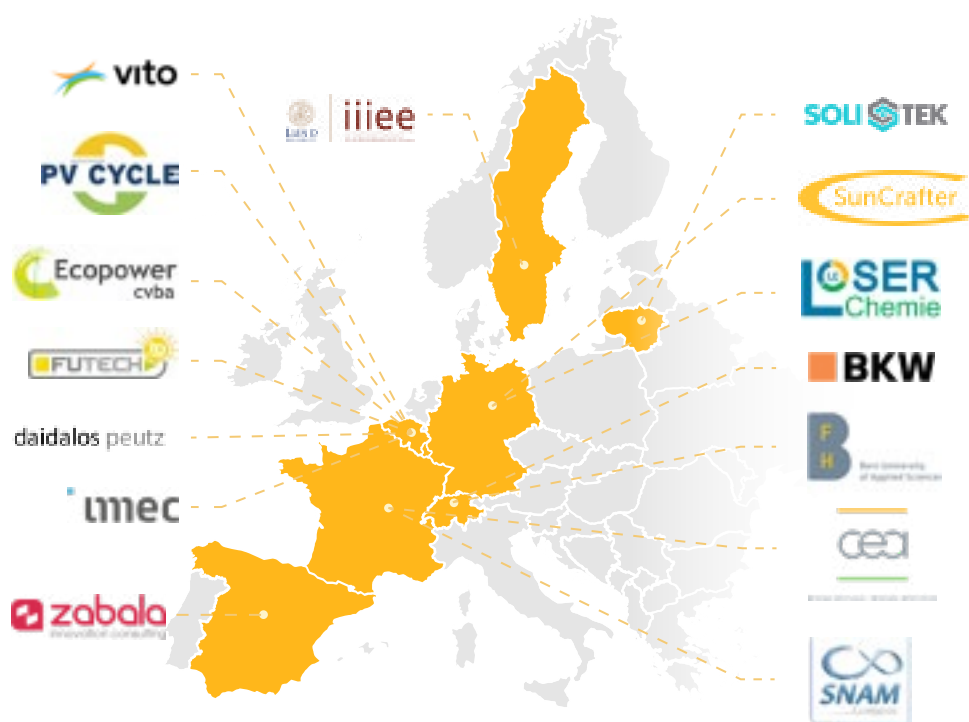 vito
PV CYCLE
Ecopower
cvba
FUTECH
daidalos peutz
imec
zabala
innovation consulting
LUND
iiiee
SOLI TEK
SunCrafter
LOSER
Chemie
BKW
B
F
H
Bern University
of Applied Sciences
cea
SNAM